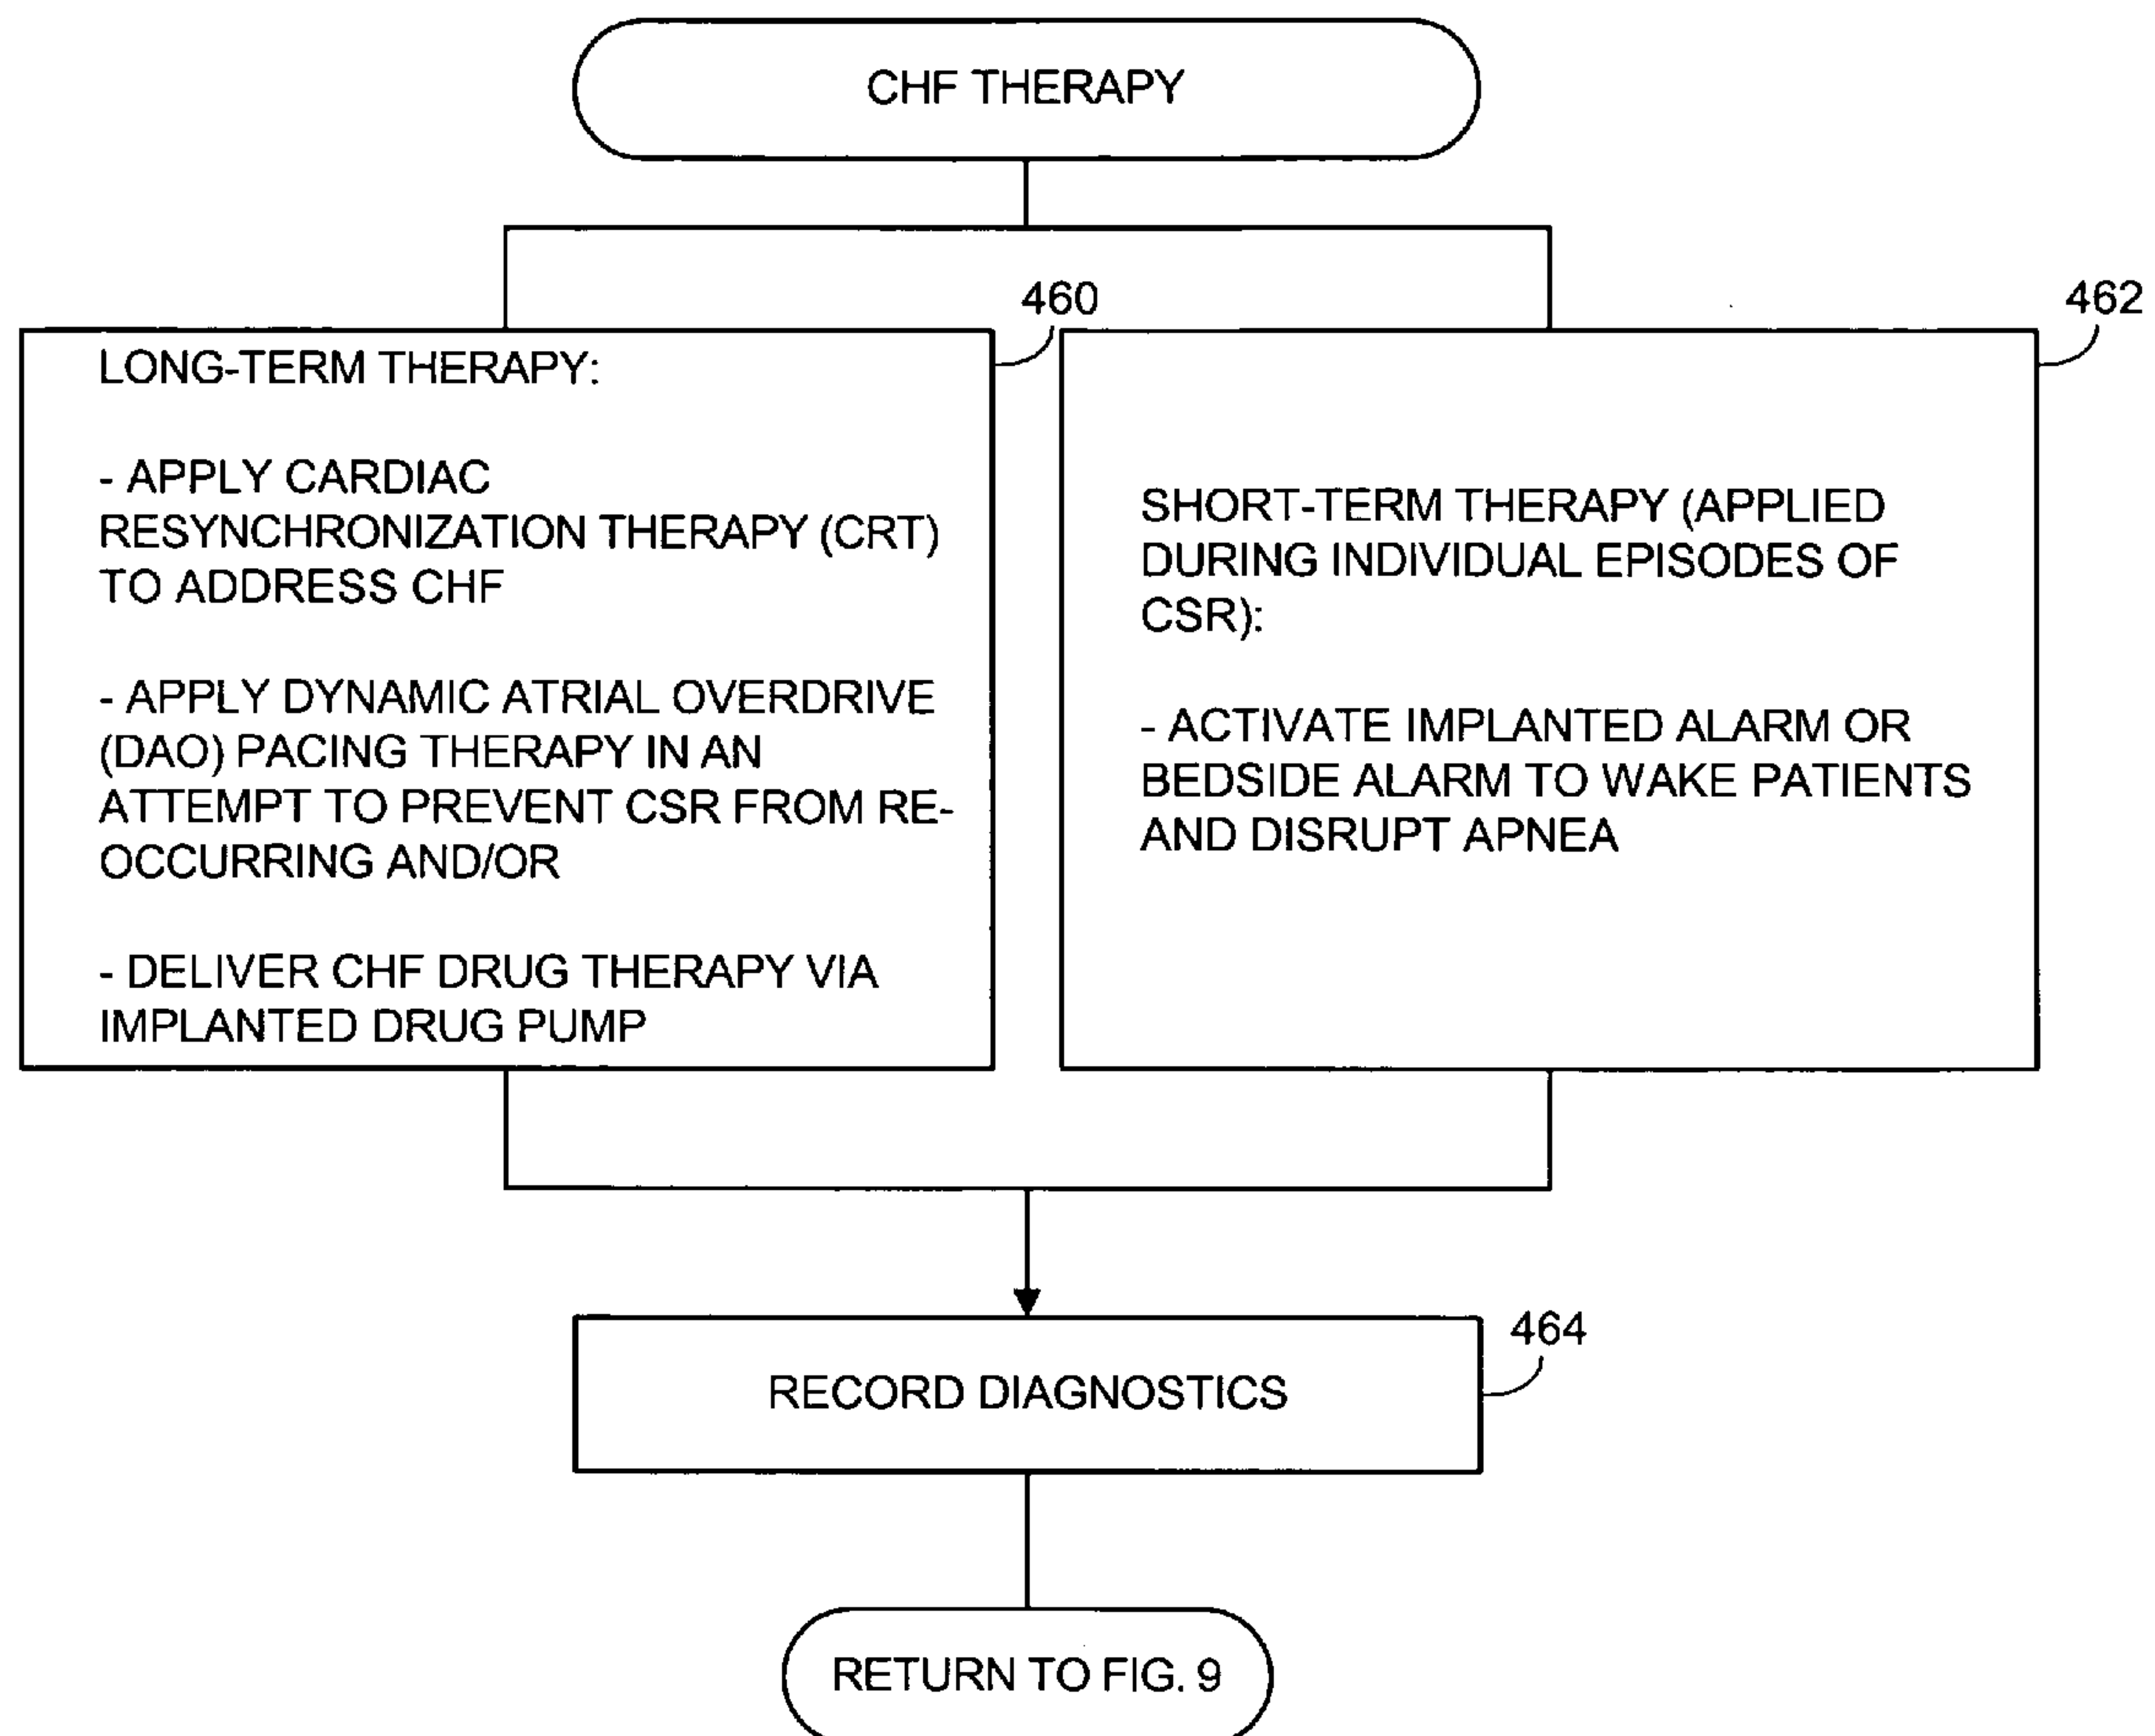 CHF THERAPY
460
462
LONG-TERM THERAPY:
- APPLY CARDIAC
RESYNCHRONIZATION THERAPY (CRT)
TO ADDRESS CHF
- APPLY DYNAMIC ATRIAL OVERDRIVE
(DAO) PACING THERAPY IN AN
ATTEMPT TO PREVENT CSR FROM RE-
OCCURRING AND/OR
- DELIVER CHF DRUG THERAPY VIA
IMPLANTED DRUG PUMP
SHORT-TERM THERAPY (APPLIED
DURING INDIVIDUAL EPISODES OF
CSR):
- ACTIVATE IMPLANTED ALARM OR
BEDSIDE ALARM TO WAKE PATIENTS
AND DISRUPT APNEA
464
RECORD DIAGNOSTICS
RETURN TO FIG. 9